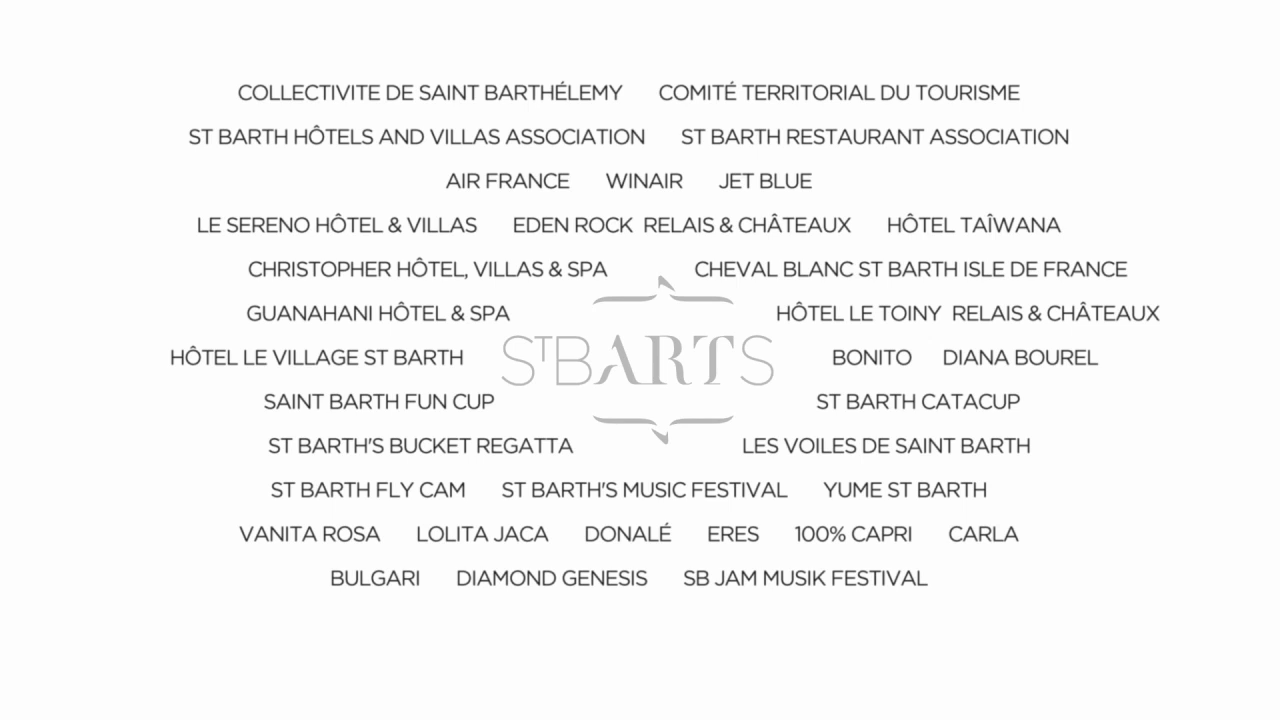 COLLECTIVITE DE SAINT BARTHÉLEMY COMITÉ TERRITORIAL DU TOURISME
ST BARTH HÔTELS AND VILLAS ASSOCIATION ST BARTH RESTAURANT ASSOCIATION
AIR FRANCE WINAIR JET BLUE
LE SERENO HÔTEL & VILLAS EDEN ROCK RELAIS & CHÂTEAUX HÔTEL TAÎWANA
CHRISTOPHER HÔTEL, VILLAS & SPA CHEVAL BLANC ST BARTH ISLE DE FRANCE
GUANAHANI HÔTEL & SPA HÔTEL LE TOINY RELAIS & CHÂTEAUX
HÔTEL LE VILLAGE ST BARTH STBARTS BONITO DIANA BOUREL
SAINT BARTH FUN CUP ST BARTH CATACUP
ST BARTH'S BUCKET REGATTA LES VOILES DE SAINT BARTH
ST BARTH FLY CAM ST BARTH'S MUSIC FESTIVAL YUME ST BARTH
VANITA ROSA LOLITA JACA DONALÉ ERES 100% CAPRI CARLA
BULGARI DIAMOND GENESIS SB JAM MUSIK FESTIVAL